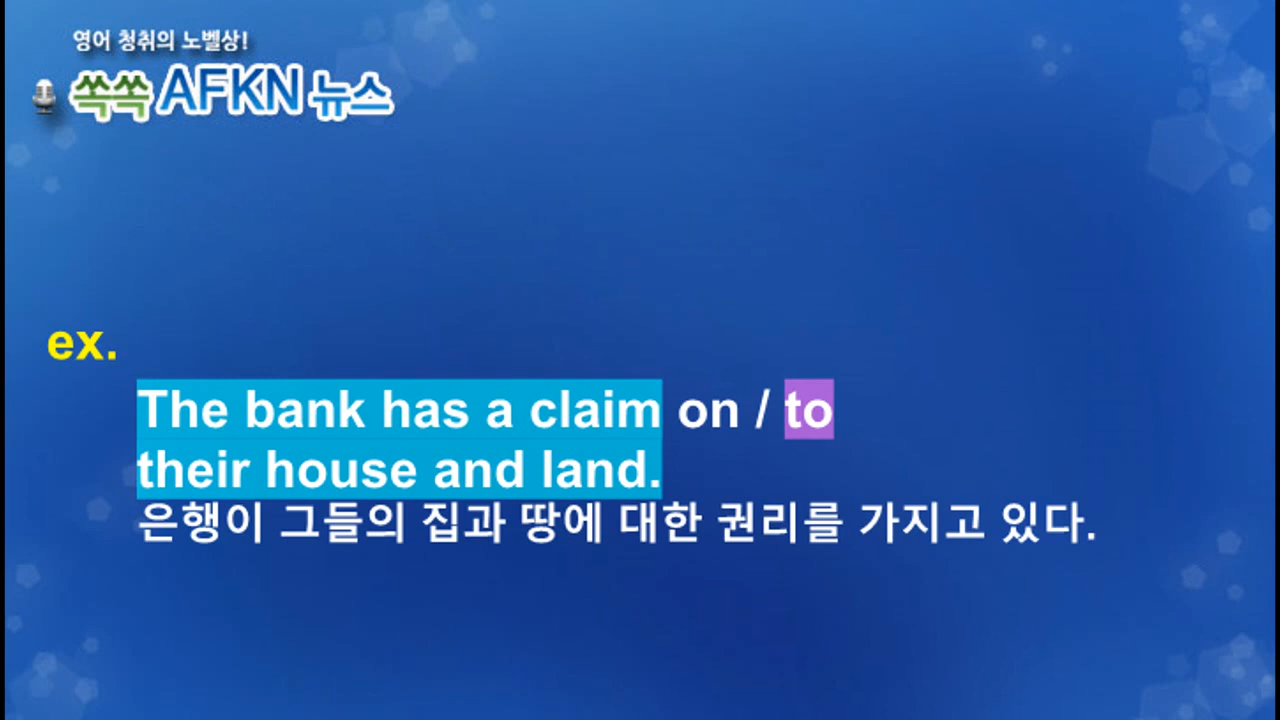 영어 청취의 노벨상!
쏙쏙 AFKN 뉴스
ex.
The bank has a claim on / to
their house and land.
은행이 그들의 집과 땅에 대한 권리를 가지고 있다.